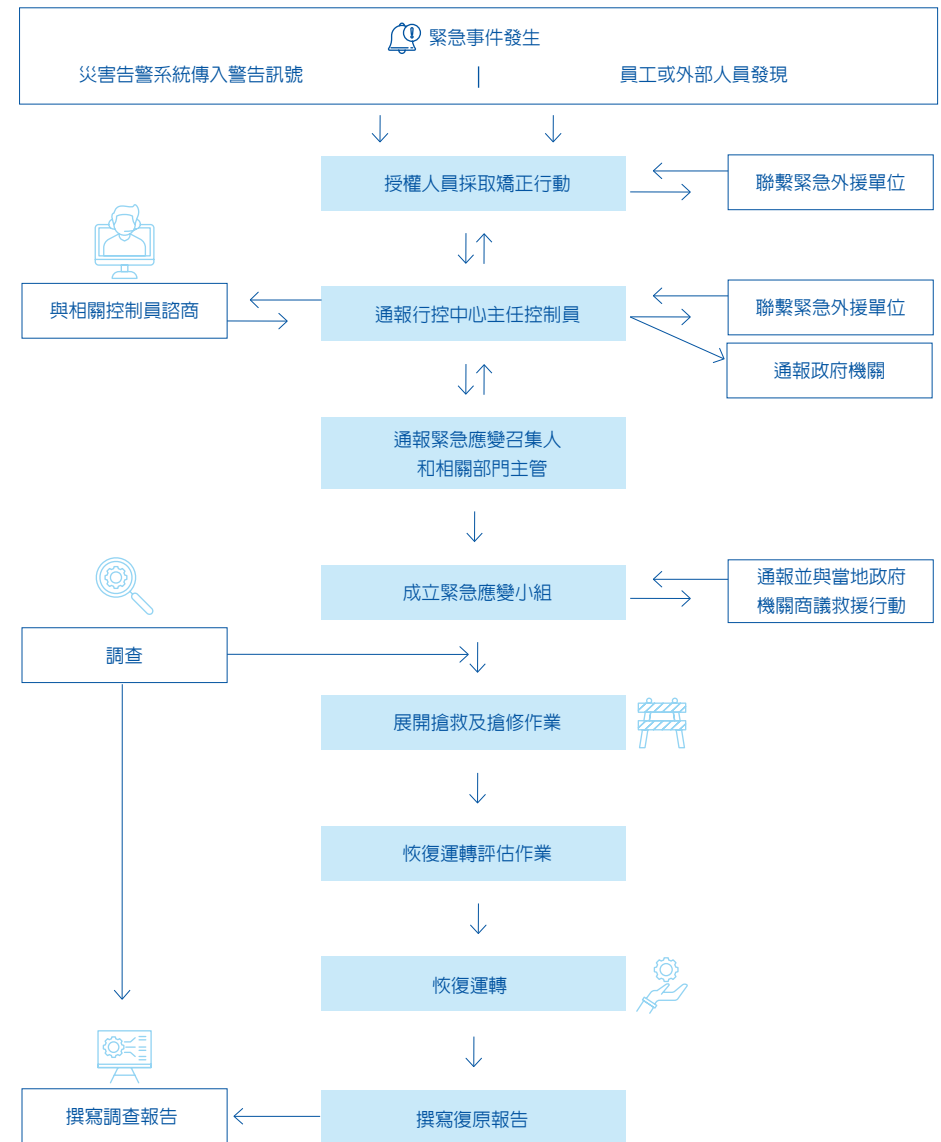 緊急事件發生
災害告警系統傳入警告訊號
員工或外部人員發現
授權人員採取矯正行動
聯繫緊急外援單位
與相關控制員諮商
通報行控中心主任控制員
聯繫緊急外援單位
通報政府機關
通報緊急應變召集人
和相關部門主管
成立緊急應變小組
通報並與當地政府
機關商議救援行動
調查
展開搶救及搶修作業
恢復運轉評估作業
恢復運轉
撰寫調查報告
撰寫復原報告